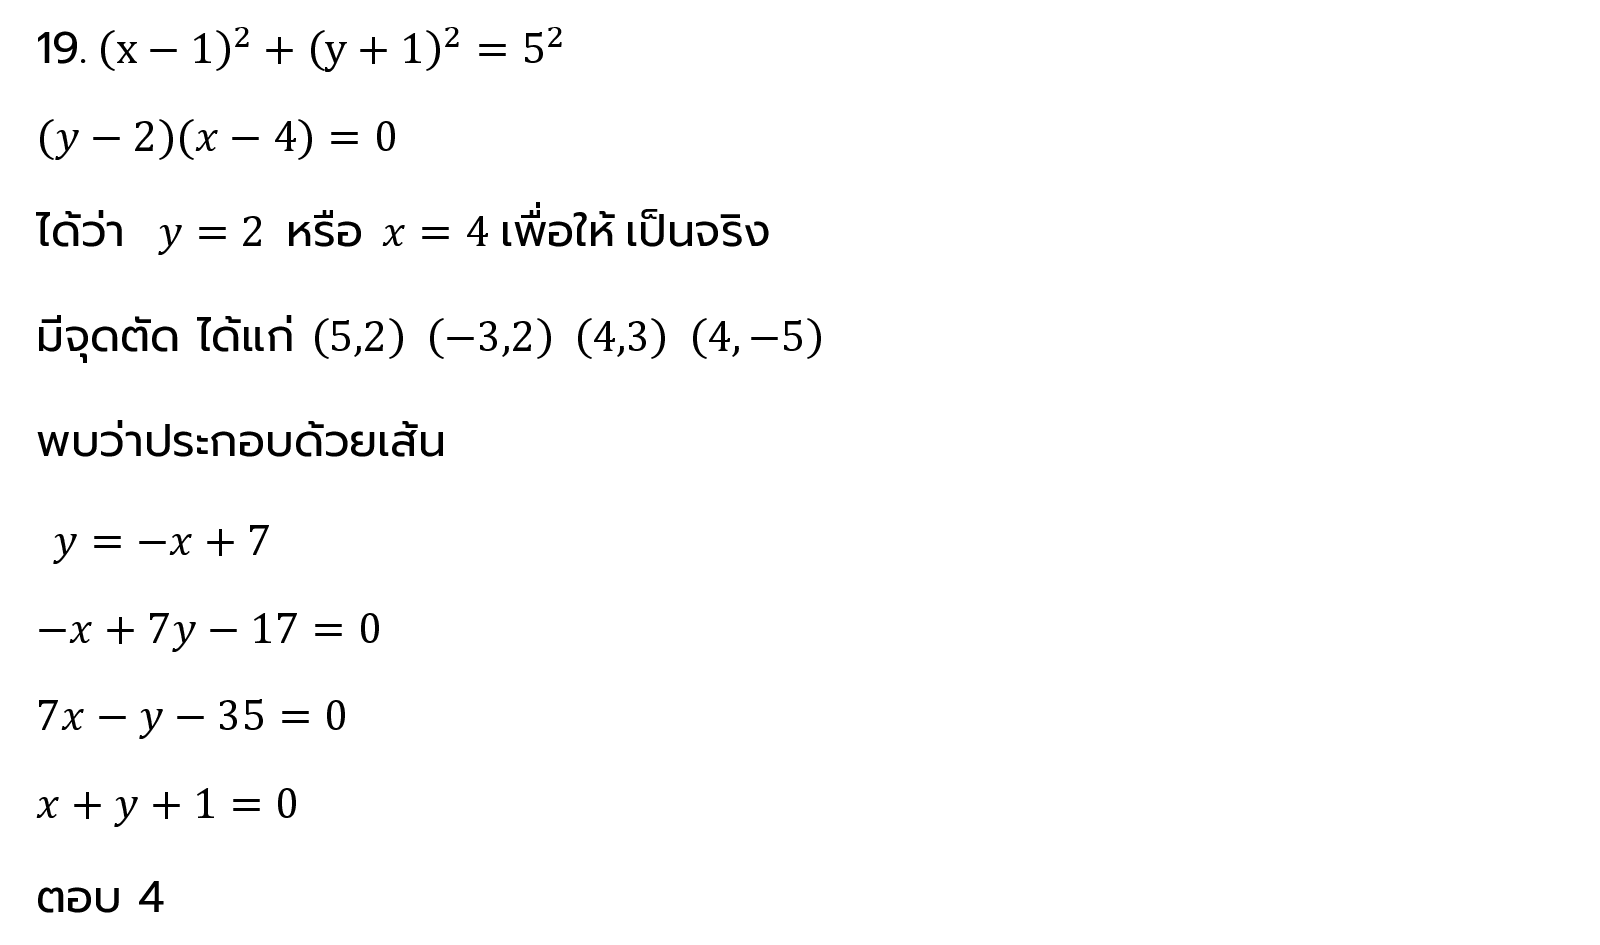 19. (x − 1)² + (y + 1)² = 5²
(y − 2)(x − 4) = 0
ได้ว่า y = 2 หรือ x = 4 เพื่อให้ เป็นจริง
มีจุดตัด ได้แก่ (5,2) (−3,2) (4,3) (4, −5)
พบว่าประกอบด้วยเส้น
y = −x + 7
−x + 7y − 17 = 0
7x − y − 35 = 0
x + y + 1 = 0
ตอบ 4